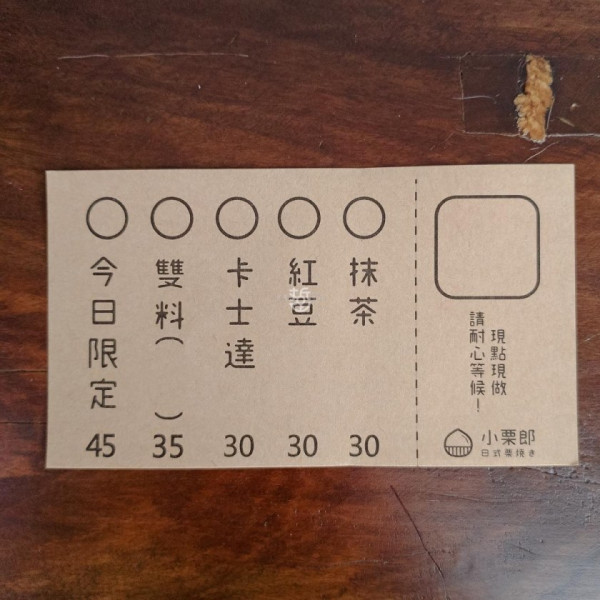 現點現做
請耐心等候！
小栗郎
日式栗焼き
抹茶
30
紅豆
30
卡士達
30
雙料（ ）
35
今日限定
45